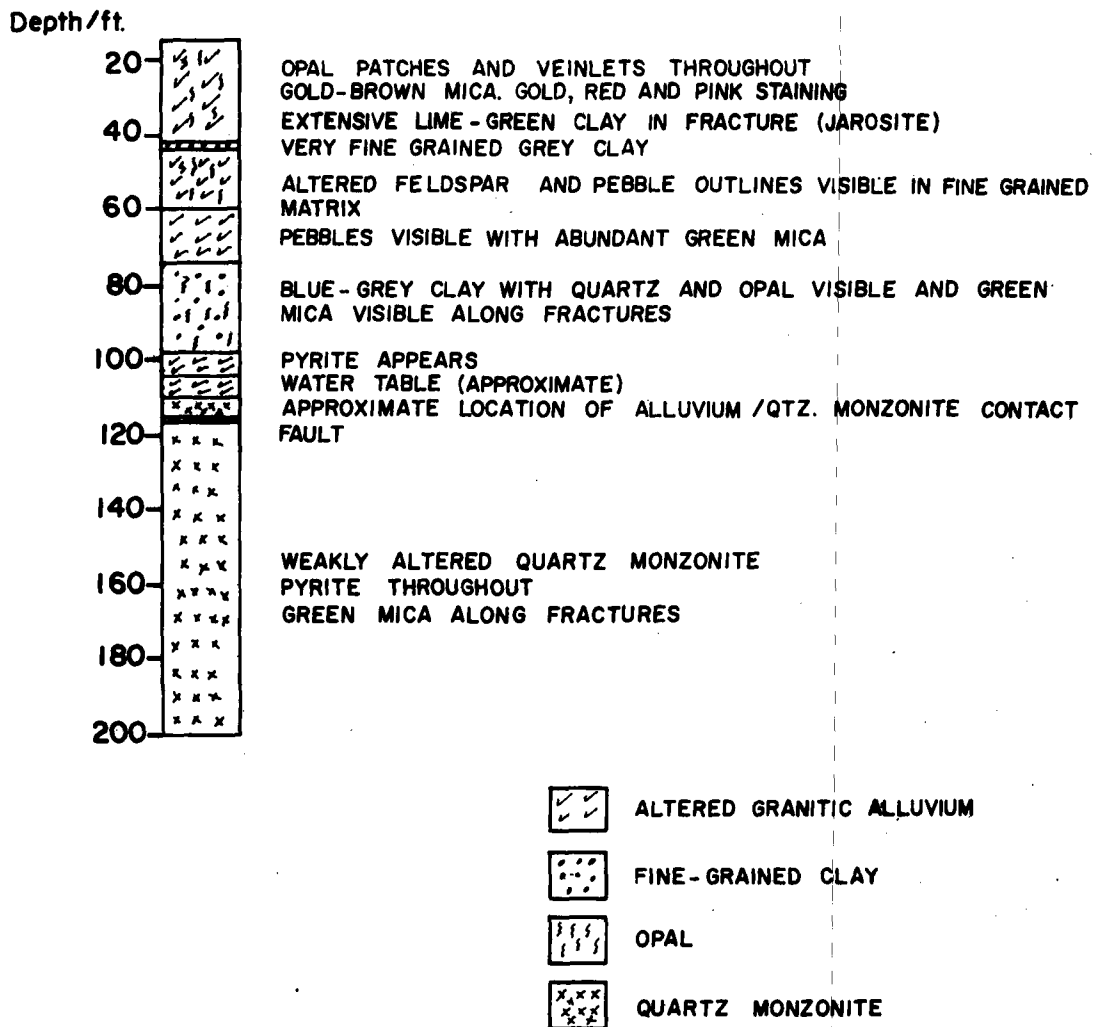 Depth/ft.
20
OPAL PATCHES AND VEINLETS THROUGHOUT
GOLD-BROWN MICA. GOLD, RED AND PINK STAINING
EXTENSIVE LIME-GREEN CLAY IN FRACTURE (JAROSITE)
40
VERY FINE GRAINED GREY CLAY
ALTERED FELDSPAR AND PEBBLE OUTLINES VISIBLE IN FINE GRAINED
MATRIX
60
PEBBLES VISIBLE WITH ABUNDANT GREEN MICA
80
BLUE-GREY CLAY WITH QUARTZ AND OPAL VISIBLE AND GREEN
MICA VISIBLE ALONG FRACTURES
100
PYRITE APPEARS
WATER TABLE (APPROXIMATE)
APPROXIMATE LOCATION OF ALLUVIUM/QTZ. MONZONITE CONTACT
120
FAULT
140
WEAKLY ALTERED QUARTZ MONZONITE
160
PYRITE THROUGHOUT
GREEN MICA ALONG FRACTURES
180
200
ALTERED GRANITIC ALLUVIUM
FINE-GRAINED CLAY
OPAL
QUARTZ MONZONITE